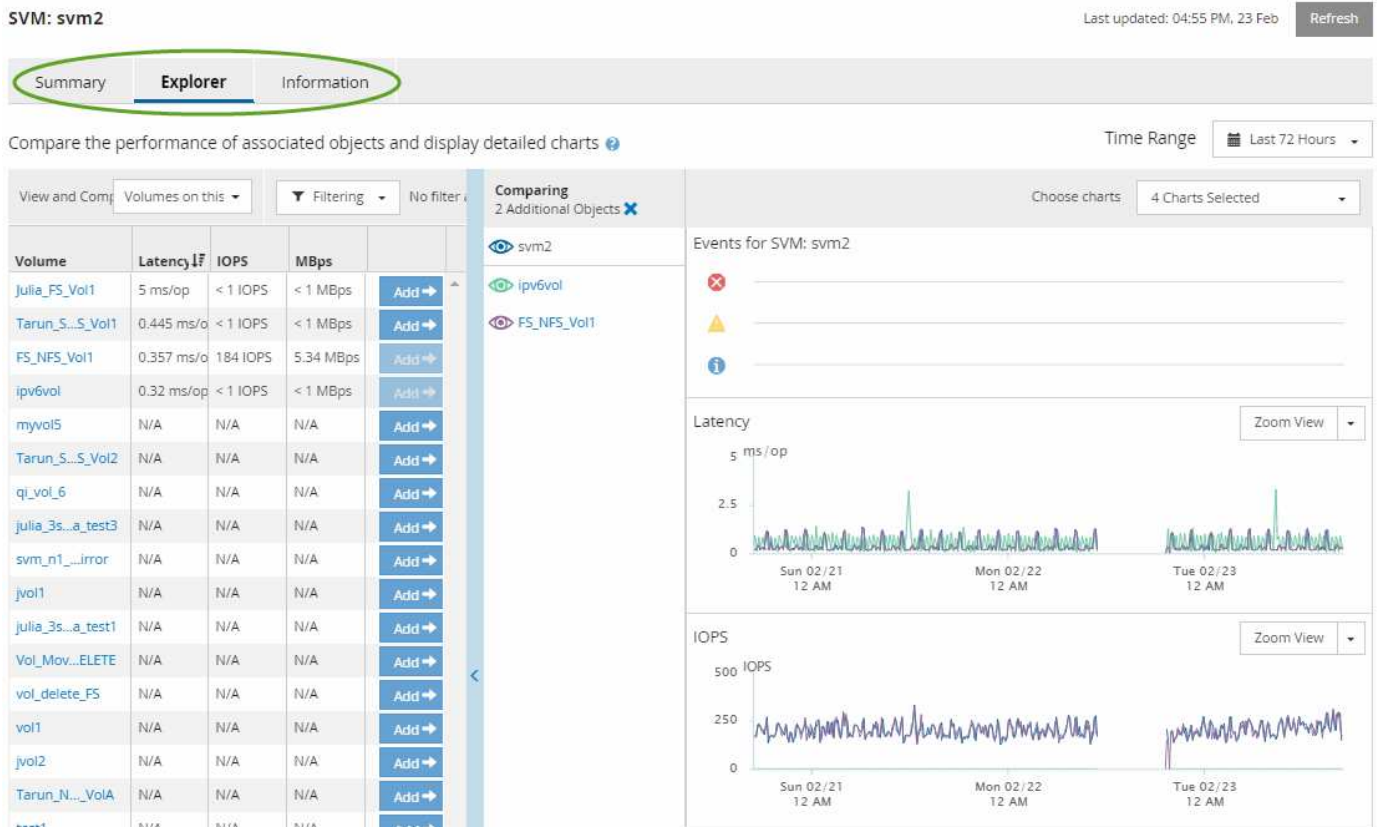 SVM: svm2
Last updated: 04:55 PM, 23 Feb Refresh
Summary Explorer Information
Compare the performance of associated objects and display detailed charts ?
Time Range Last 72 Hours
View and Comp Volumes on this Filtering No filter
Comparing
2 Additional Objects
Choose charts 4 Charts Selected
Volume Latency IOPS MBps
Julia_FS_Vol1 5 ms/op < 1 IOPS < 1 MBps Add
Tarun_S...S_Vol1 0.445 ms/o < 1 IOPS < 1 MBps Add
FS_NFS_Vol1 0.357 ms/o 184 IOPS 5.34 MBps Add
ipv6vol 0.32 ms/op < 1 IOPS < 1 MBps Add
myvol5 N/A N/A N/A Add
Tarun_S...S_Vol2 N/A N/A N/A Add
qi_vol_6 N/A N/A N/A Add
julia_3s...a_test3 N/A N/A N/A Add
svm_n1_...irror N/A N/A N/A Add
jvol1 N/A N/A N/A Add
julia_3s...a_test1 N/A N/A N/A Add
Vol_Mov...ELETE N/A N/A N/A Add
vol_delete_FS N/A N/A N/A Add
vol1 N/A N/A N/A Add
jvol2 N/A N/A N/A Add
Tarun_N..._VolA N/A N/A N/A Add
svm2
ipv6vol
FS_NFS_Vol1
Events for SVM: svm2
Latency Zoom View
5 ms/op
2.5
0
Sun 02/21 Mon 02/22 Tue 02/23
12 AM 12 AM 12 AM
IOPS Zoom View
500 IOPS
250
0
Sun 02/21 Mon 02/22 Tue 02/23
12 AM 12 AM 12 AM